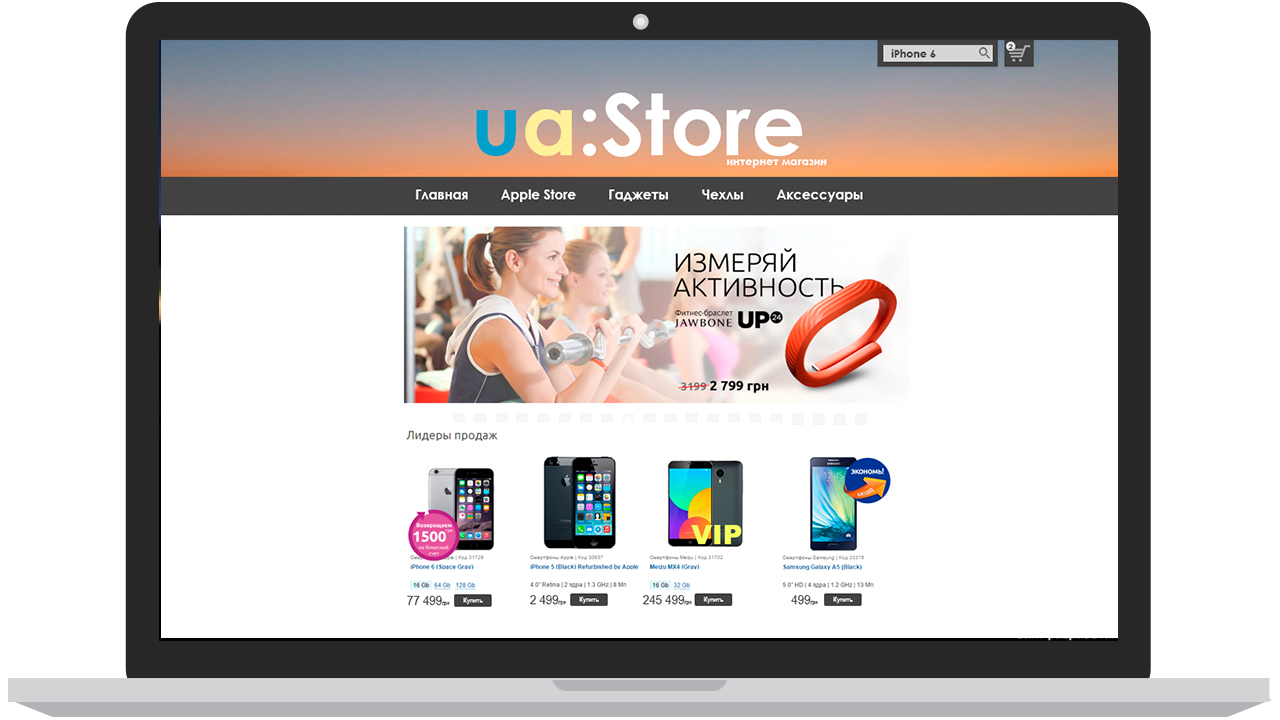 iPhone 6
2
ua:Store
интернет магазин
Главная Apple Store Гаджеты Чехлы Аксессуары
ИЗМЕРЯЙ
АКТИВНОСТЬ
Фитнес-браслет
JAWBONE UP 24
3199 2 799 грн
Лидеры продаж
Возвращаем
1500 грн
на бонусный
счет
VIP
ЭКОНОМЬ!
Смартфоны Apple | Код 31729
Смартфоны Apple | Код 30637
Смартфоны Meizu | Код 31702
Смартфоны Samsung | Код 33376
iPhone 6 (Space Gray)
iPhone 5 (Black) Refurbished by Apple
Meizu MX4 (Gray)
Samsung Galaxy A5 (Black)
16 Gb 64 Gb 128 Gb
4.0" Retina | 2 ядра | 1.3 GHz | 8 Мп
16 Gb 32 Gb
5.0" HD | 4 ядра | 1.2 GHz | 13 Мп
77 499грн Купить
2 499грн Купить
245 499грн Купить
499грн Купить